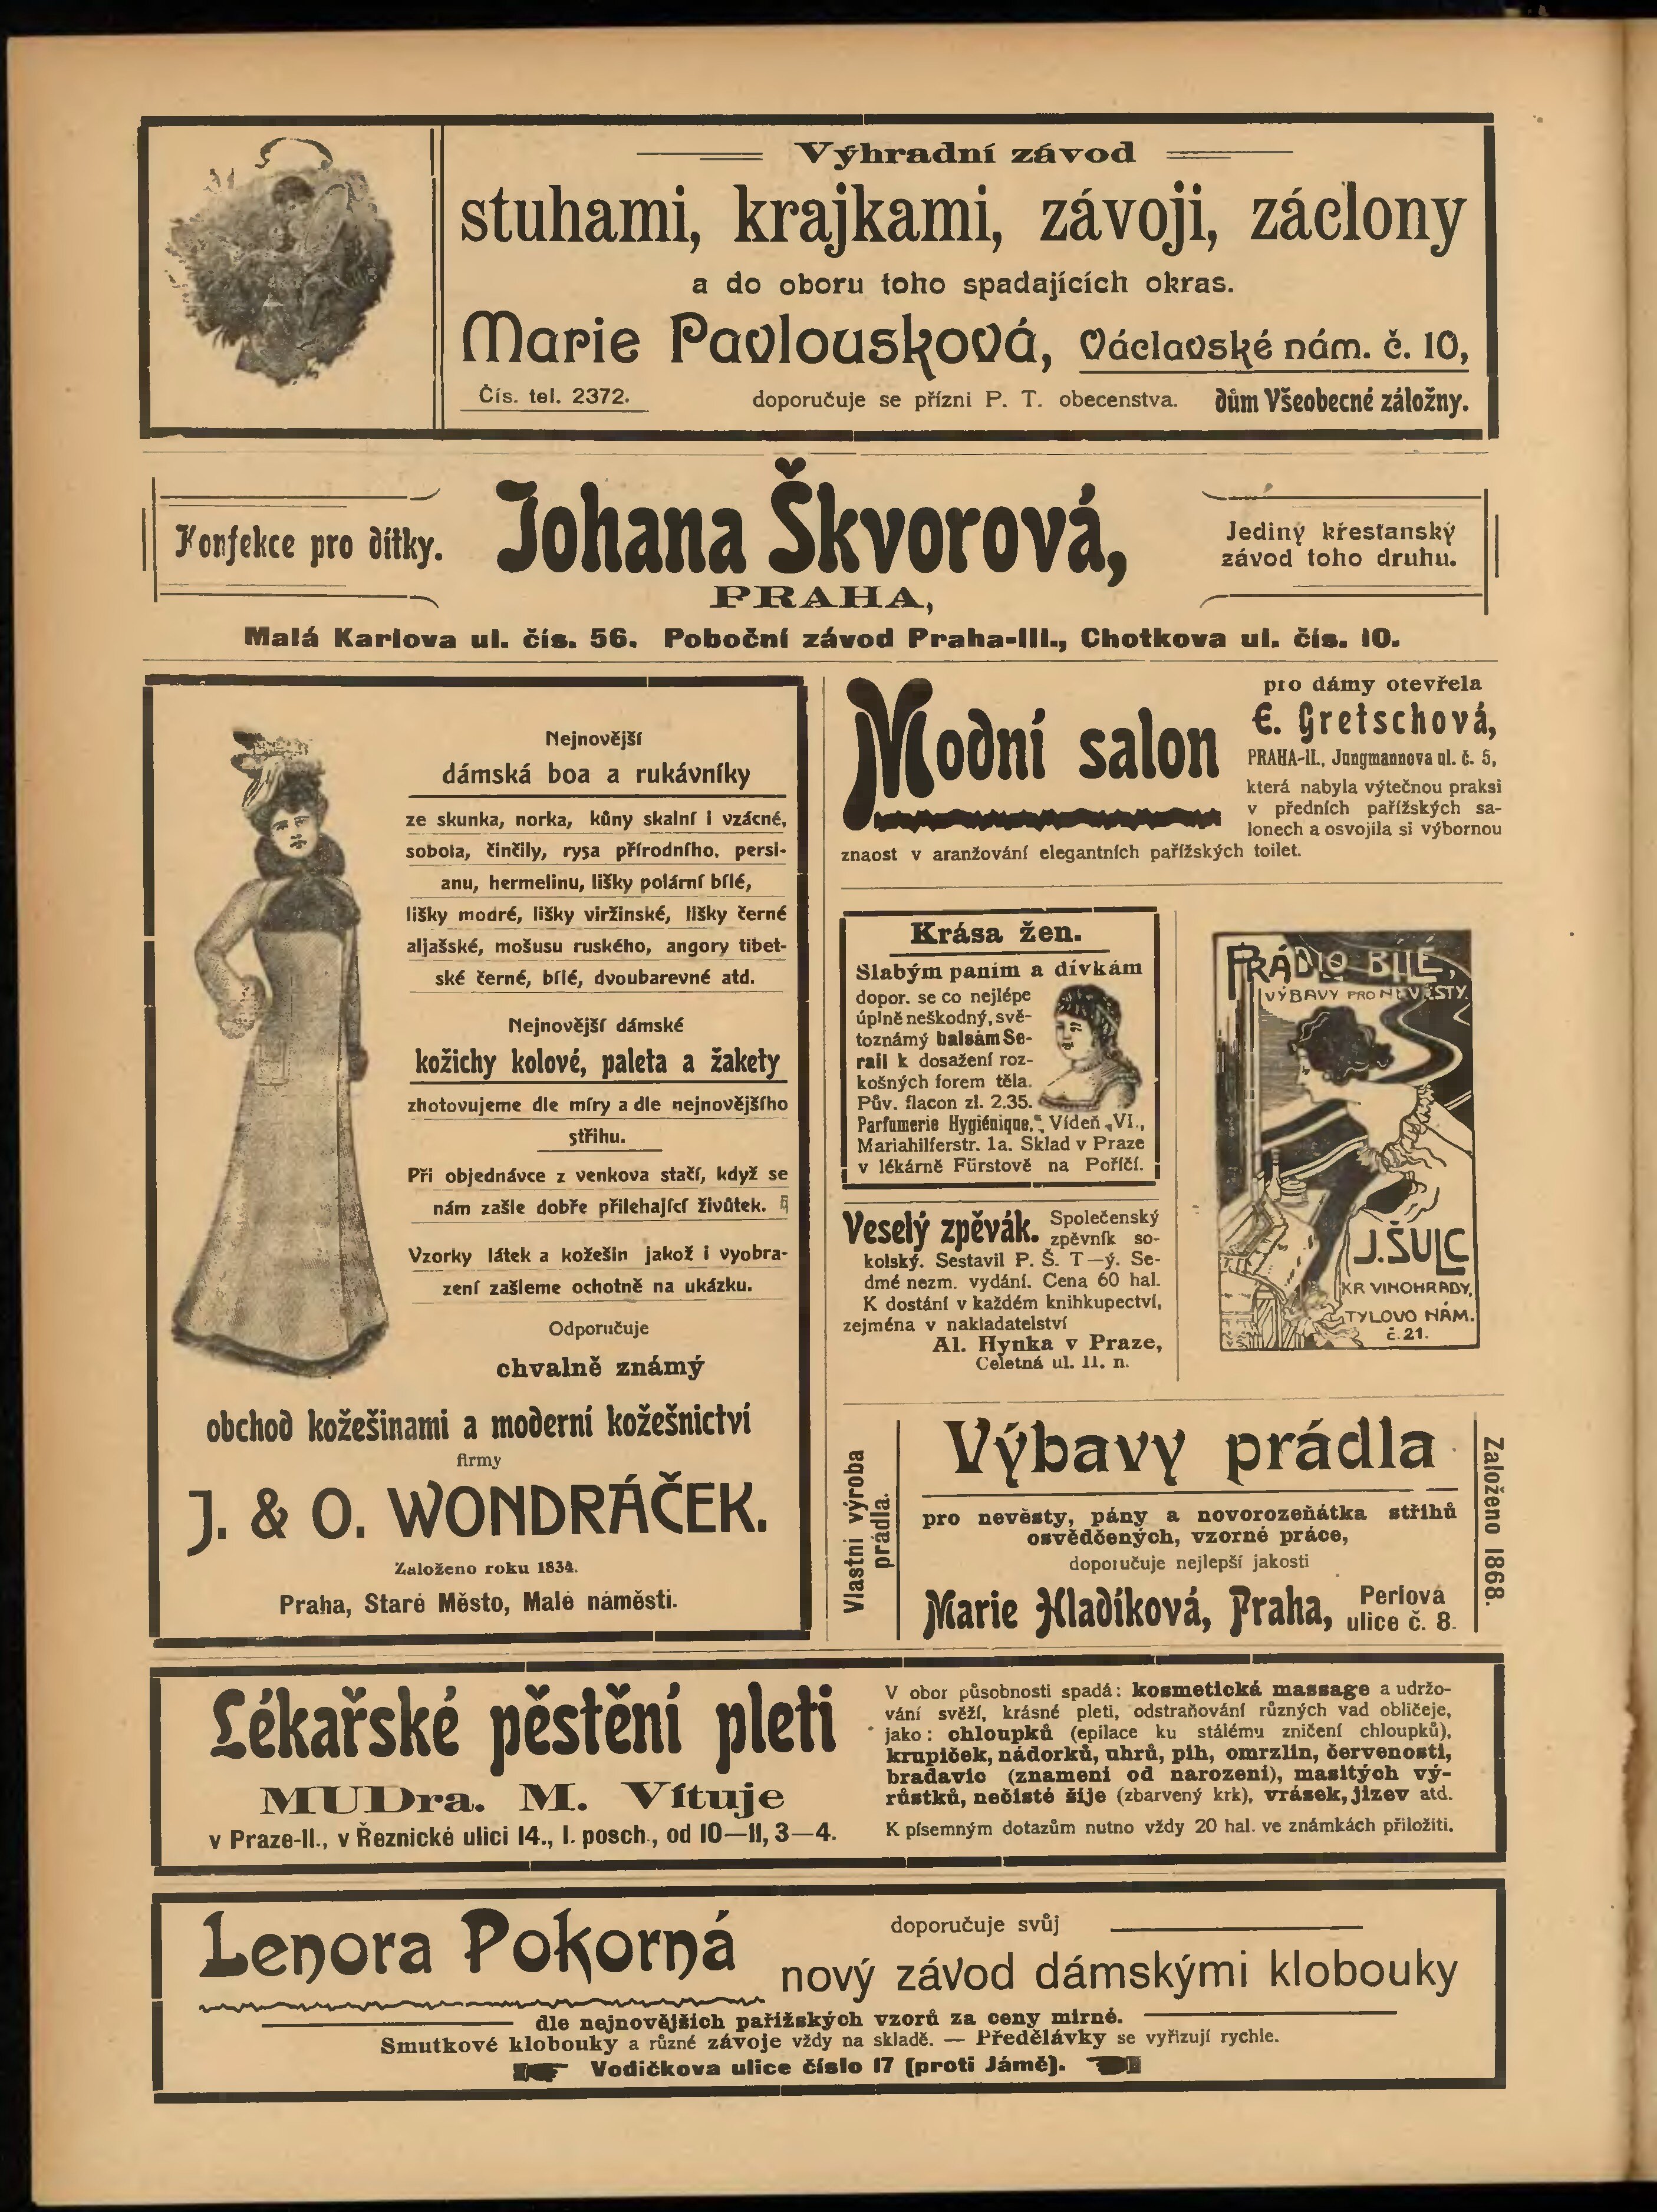 Výhradní závod
stuhami, krajkami, závoji, záclony
a do oboru toho spadajících okras.
Marie Pavlousková, Václavské nám. č. 10,
Čís. tel. 2372. doporučuje se přízni P. T. obecenstva. dům Všeobecné záložny.
Konfekce pro dítky.
Johana Škvorová,
PRAHA,
Jediný křesťanský
závod toho druhu.
Malá Karlova ul. čís. 56. Poboční závod Praha-III., Chotkova ul. čís. 10.
Nejnovější
dámská boa a rukávníky
ze skunka, norka, kůny skalní i vzácné,
sobola, činčily, rysa přírodního, persi-
anu, hermelinu, lišky polární bílé,
lišky modré, lišky viržinské, lišky černé
aljašské, mošusu ruského, angory tibet-
ské černé, bílé, dvoubarevné atd.
Nejnovější dámské
kožichy kolové, paleta a žakety
zhotovujeme dle míry a dle nejnovějšího
střihu.
Při objednávce z venkova stačí, když se
nám zašle dobře přilehající živůtek.
Vzorky látek a kožešin jakož i vyobra-
zení zašleme ochotně na ukázku.
Odporučuje
chvalně známý
obchod kožešinami a moderní kožešnictví
firmy
J. & O. WONDRÁČEK.
Založeno roku 1834.
Praha, Staré Město, Malé náměstí.
Modní salon
pro dámy otevřela
E. Gretschová,
PRAHA-II., Jungmannova ul. č. 5,
která nabyla výtečnou praksi
v předních pařížských sa-
lonech a osvojila si výbornou
znaost v aranžování elegantních pařížských toilet.
Krása žen.
Slabým paním a dívkám
dopor. se co nejlépe
úplně neškodný, svě-
toznámý balsám Se-
rail k dosažení roz-
košných forem těla.
Pův. flacon zl. 2.35.
Parfumerie Hygiénique, Vídeň VI.,
Mariahilferstr. 1a. Sklad v Praze
v lékárně Fürstově na Poříčí.
Veselý zpěvák. Společenský
zpěvník so-
kolský. Sestavil P. Š. T—ý. Se-
dmé nezm. vydání. Cena 60 hal.
K dostání v každém knihkupectví,
zejména v nakladatelství
Al. Hynka v Praze,
Celetná ul. 11. n.
PRÁDLO BÍLÉ,
VÝBAVY PRO NEVĚSTY.
J. ŠULC
KR VINOHRADY,
TYLOVO NÁM.
č. 21.
Vlastní výroba
prádla.
Výbavy prádla
pro nevěsty, pány a novorozeňátka střihů
osvědčených, vzorné práce,
doporučuje nejlepší jakosti
Marie Hladíková, Praha, Perlová
ulice č. 8.
Založeno 1868.
Lékařské pěstění pleti
MUDra. M. Vítuje
v Praze-II., v Řeznické ulici 14., I. posch., od 10—11, 3—4.
V obor působnosti spadá: kosmetická massage a udržo-
vání svěží, krásné pleti, odstraňování různých vad obličeje,
jako: chloupků (epilace ku stálému zničení chloupků),
krupiček, nádorků, uhrů, pih, omrzlin, červenosti,
bradavic (znamení od narození), masitých vý-
růstků, nečisté šije (zbarvený krk), vrásek, jizev atd.
K písemným dotazům nutno vždy 20 hal. ve známkách přiložiti.
Lenora Pokorná
doporučuje svůj
nový závod dámskými klobouky
dle nejnovějších pařížských vzorů za ceny mírné.
Smutkové klobouky a různé závoje vždy na skladě. — Předělávky se vyřizují rychle.
Vodičkova ulice číslo 17 (proti Jámě).